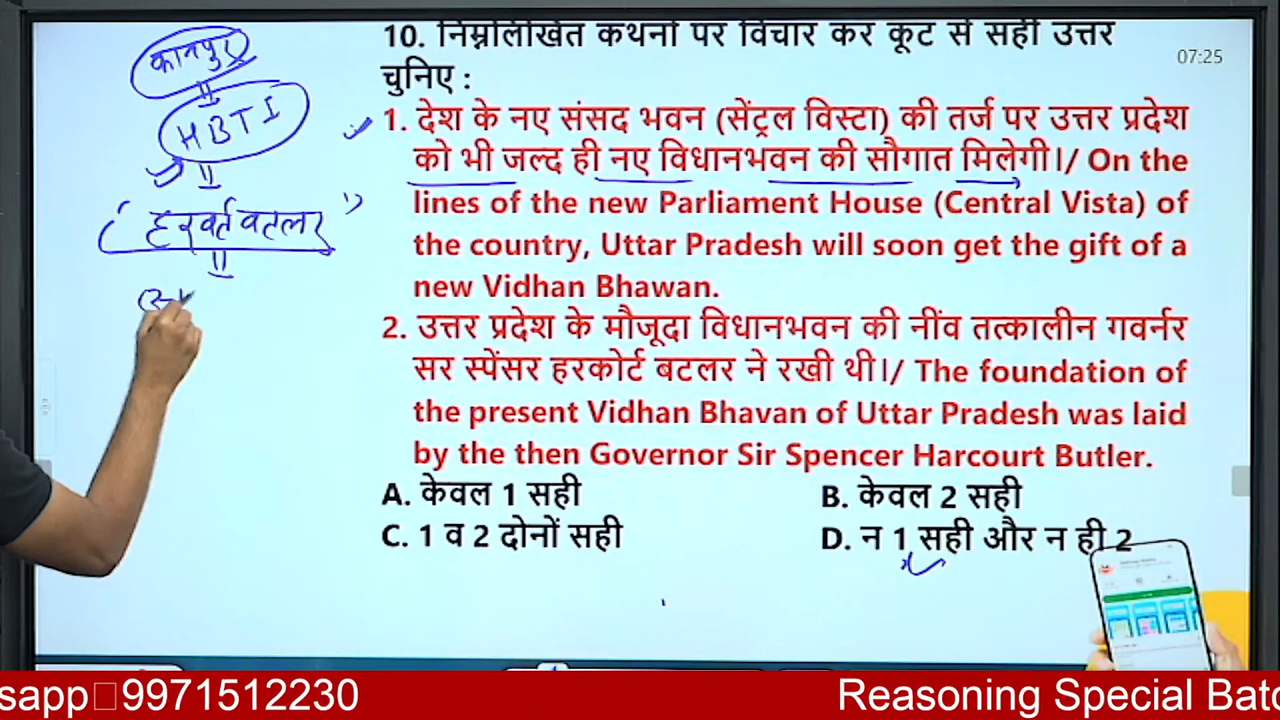 कानपुर
HBTI
हरबर्ट बटलर
07:25
10. निम्नलिखित कथनों पर विचार कर कूट से सही उत्तर
चुनिए :
1. देश के नए संसद भवन (सेंट्रल विस्टा) की तर्ज पर उत्तर प्रदेश
को भी जल्द ही नए विधानभवन की सौगात मिलेगी।/ On the
lines of the new Parliament House (Central Vista) of
the country, Uttar Pradesh will soon get the gift of a
new Vidhan Bhawan.
2. उत्तर प्रदेश के मौजूदा विधानभवन की नींव तत्कालीन गवर्नर
सर स्पेंसर हरकोर्ट बटलर ने रखी थी।/ The foundation of
the present Vidhan Bhavan of Uttar Pradesh was laid
by the then Governor Sir Spencer Harcourt Butler.
A. केवल 1 सही
B. केवल 2 सही
C. 1 व 2 दोनों सही
D. न 1 सही और न ही 2
sapp 9971512230
Reasoning Special Batc